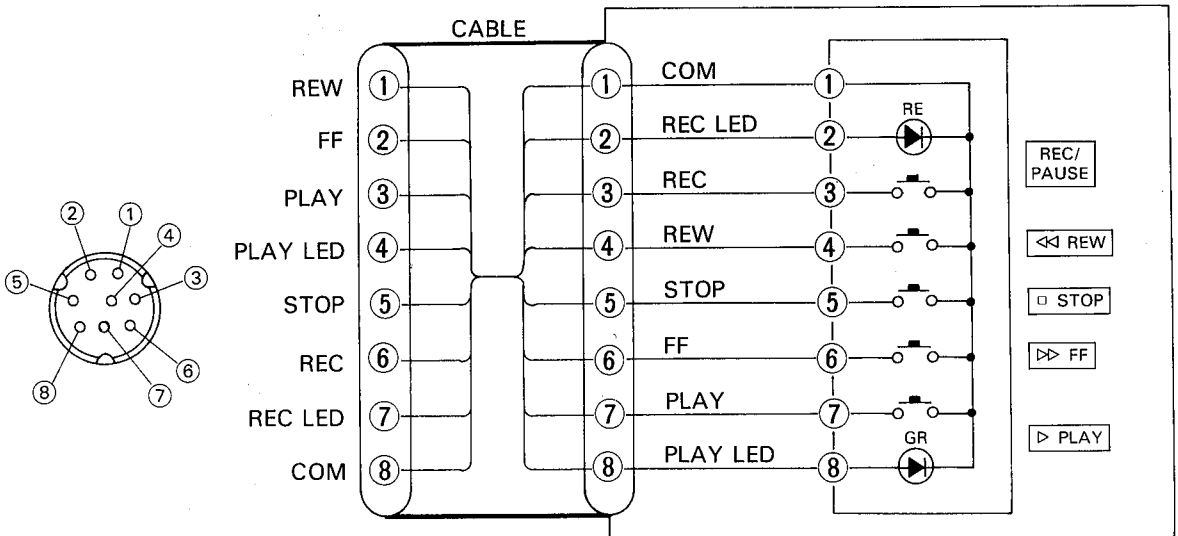 CABLE
REW ① ① COM ①
FF ② ② REC LED ② RE
PLAY ③ ③ REC ③
REC/
PAUSE
PLAY LED ④ ④ REW ④
◁◁ REW
STOP ⑤ ⑤ STOP ⑤
□ STOP
REC ⑥ ⑥ FF ⑥
▷▷ FF
REC LED ⑦ ⑦ PLAY ⑦
▷ PLAY
COM ⑧ ⑧ PLAY LED ⑧ GR
② ①
④
⑤ ③
⑥
⑧ ⑦